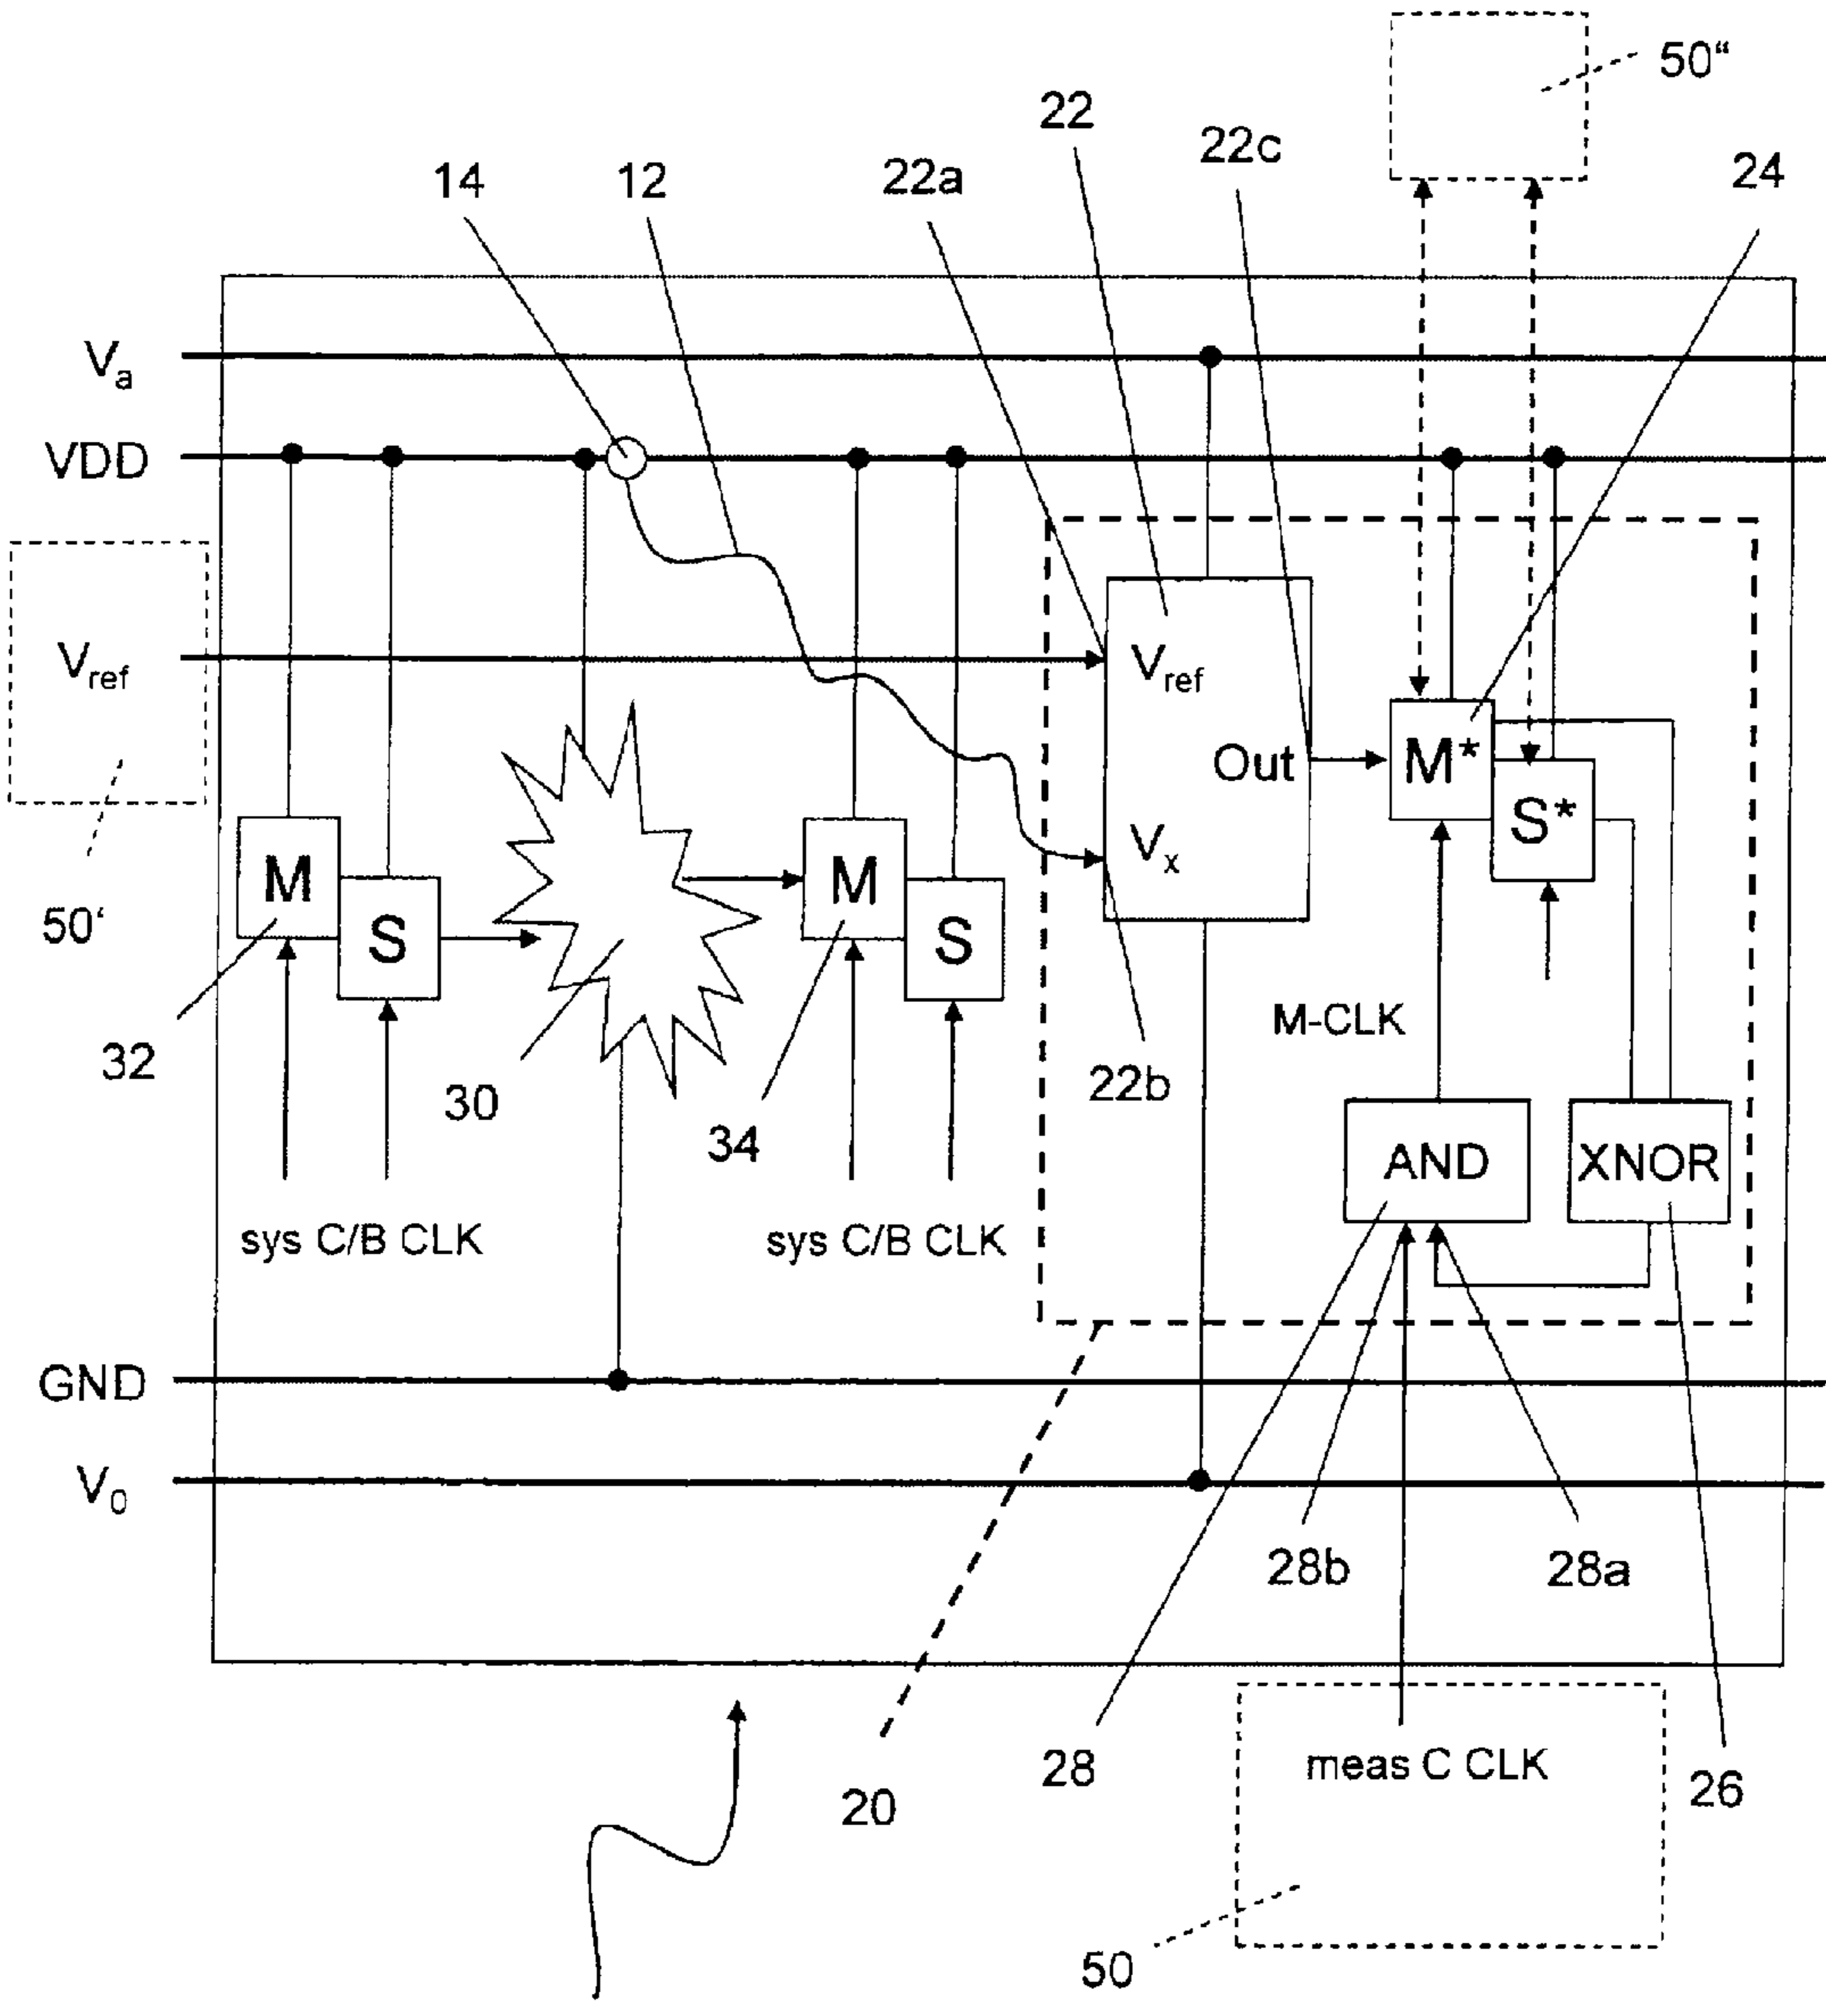 50“
22
22c
14
12
22a
24
Va
VDD
Vref
Vref
Out
M*
S*
Vx
M
S
M
S
50‘
32
30
34
22b
M-CLK
AND
XNOR
sys C/B CLK
sys C/B CLK
GND
V0
28b
28a
28
meas C CLK
26
20
50